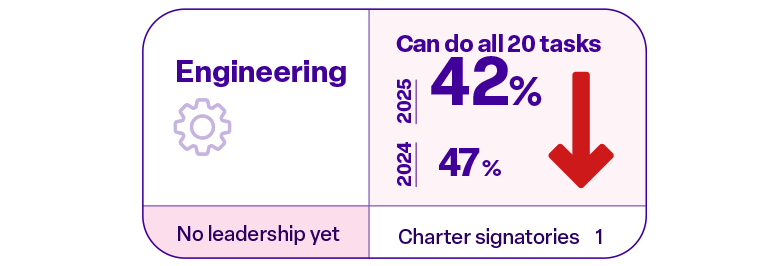 Engineering
Can do all 20 tasks
2025
42%
2024
47%
No leadership yet
Charter signatories 1